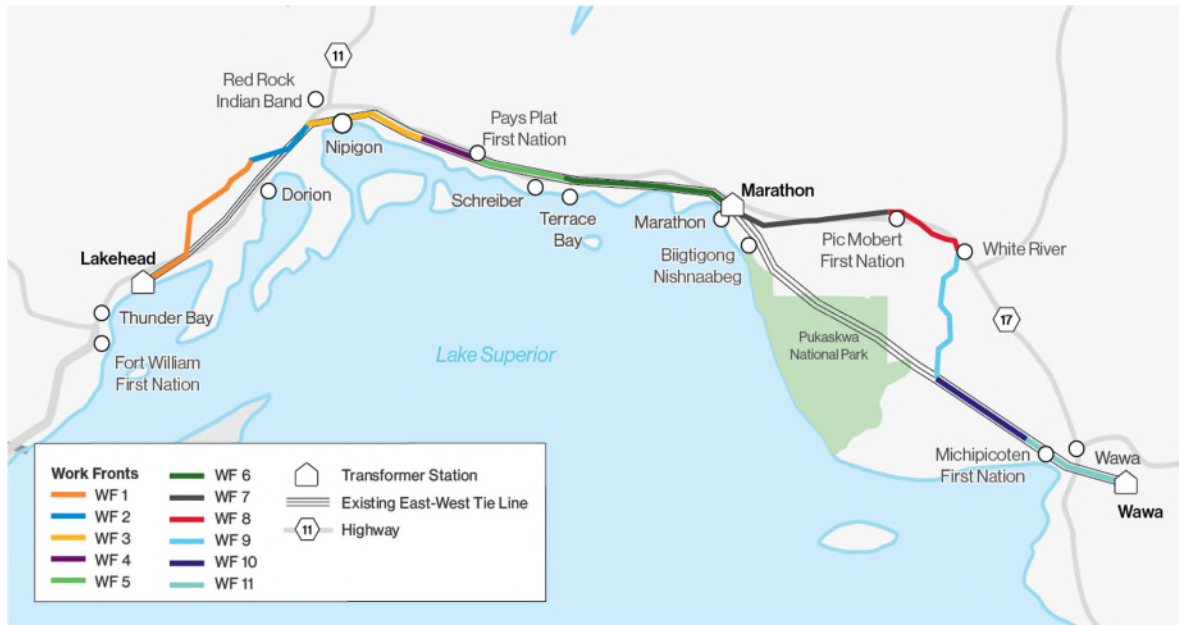 11
Red Rock
Indian Band
Pays Plat
First Nation
Nipigon
Dorion
Schreiber
Terrace
Bay
Marathon
Marathon
Biigtigong
Nishnaabeg
Pic Mobert
First Nation
White River
Lakehead
Thunder Bay
Fort William
First Nation
17
Lake Superior
Pukaskwa
National Park
Michipicoten
First Nation
Wawa
Wawa
Work Fronts
WF 1
WF 2
WF 3
WF 4
WF 5
WF 6
WF 7
WF 8
WF 9
WF 10
WF 11
Transformer Station
Existing East-West Tie Line
11 Highway